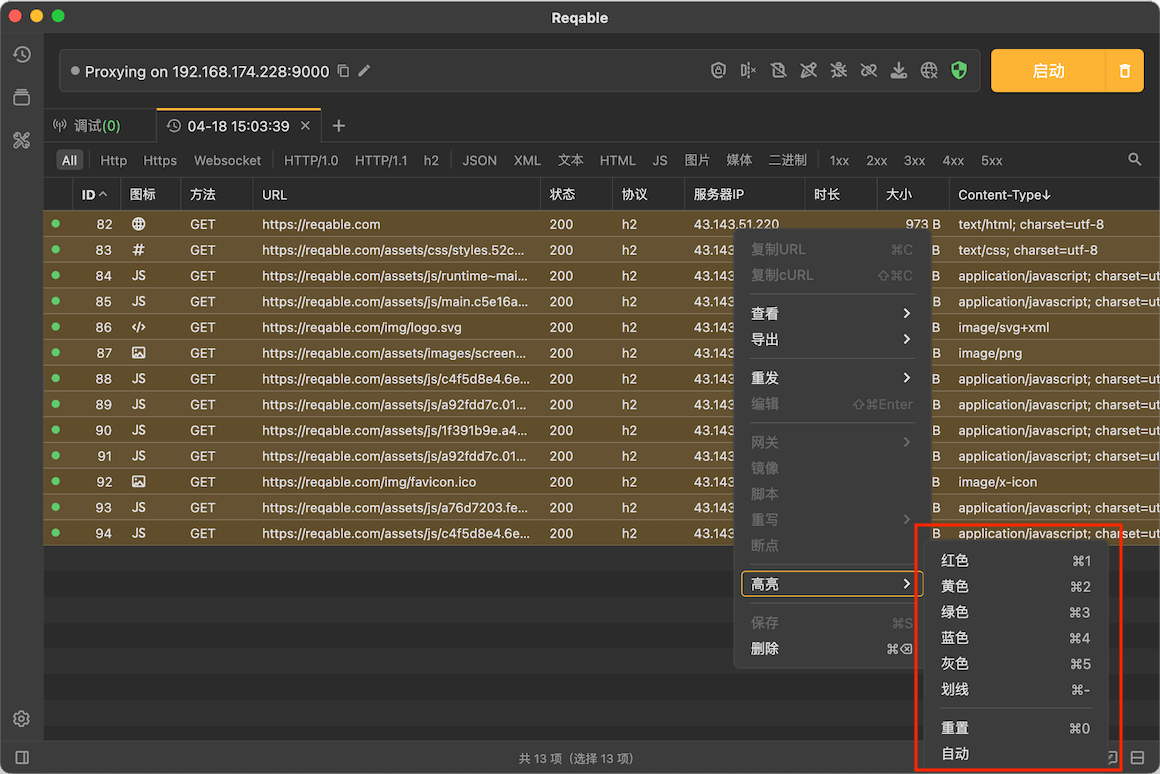 Reqable
Proxying on 192.168.174.228:9000
启动
调试(0)
04-18 15:03:39
All Http Https Websocket HTTP/1.0 HTTP/1.1 h2 JSON XML 文本 HTML JS 图片 媒体 二进制 1xx 2xx 3xx 4xx 5xx
ID 图标 方法 URL 状态 协议 服务器IP 时长 大小 Content-Type↓
82 GET https://reqable.com 200 h2 43.143.51.220 973 B text/html; charset=utf-8
83 # GET https://reqable.com/assets/css/styles.52c... 200 h2 43.143 B text/css; charset=utf-8
84 JS GET https://reqable.com/assets/js/runtime~mai... 200 h2 43.143 B application/javascript; charset=ut
85 JS GET https://reqable.com/assets/js/main.c5e16a... 200 h2 43.143 B application/javascript; charset=ut
86 </> GET https://reqable.com/img/logo.svg 200 h2 43.143 B image/svg+xml
87 GET https://reqable.com/assets/images/screen... 200 h2 43.143 B image/png
88 JS GET https://reqable.com/assets/js/c4f5d8e4.6e... 200 h2 43.143 B application/javascript; charset=ut
89 JS GET https://reqable.com/assets/js/a92fdd7c.01... 200 h2 43.143 B application/javascript; charset=ut
90 JS GET https://reqable.com/assets/js/1f391b9e.a4... 200 h2 43.143 B application/javascript; charset=ut
91 JS GET https://reqable.com/assets/js/a92fdd7c.01... 200 h2 43.143 B application/javascript; charset=ut
92 GET https://reqable.com/img/favicon.ico 200 h2 43.143 B image/x-icon
93 JS GET https://reqable.com/assets/js/a76d7203.fe... 200 h2 43.143 B application/javascript; charset=ut
94 JS GET https://reqable.com/assets/js/c4f5d8e4.6e... 200 h2 43.143 B application/javascript; charset=ut
复制URL ⌘C
复制cURL ⇧⌘C
查看
导出
重发
编辑 ⇧⌘Enter
网关
镜像
脚本
重写
断点
高亮
保存 ⌘S
删除 ⌘⌫
红色 ⌘1
黄色 ⌘2
绿色 ⌘3
蓝色 ⌘4
灰色 ⌘5
划线 ⌘-
重置 ⌘0
自动
共 13 项（选择 13 项）